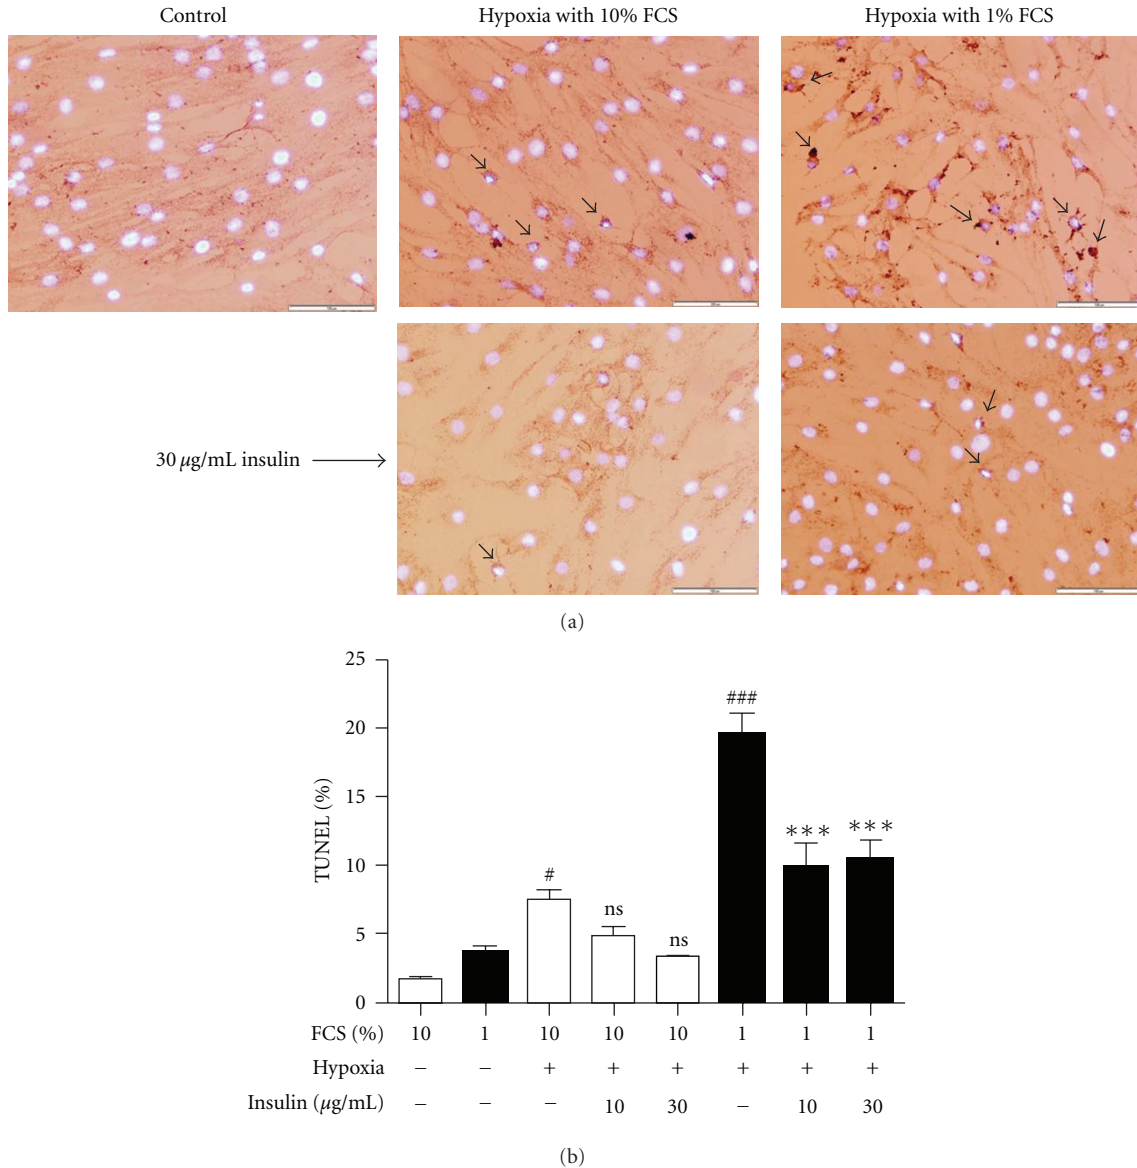 Control
Hypoxia with 10% FCS
Hypoxia with 1% FCS
30 μg/mL insulin
(a)
25
20
15
10
5
0
TUNEL (%)
#
ns
ns
###
∗∗∗
∗∗∗
FCS (%) 10 1 10 10 10 1 1 1
Hypoxia − − + + + + + +
Insulin (μg/mL) − − − 10 30 − 10 30
(b)